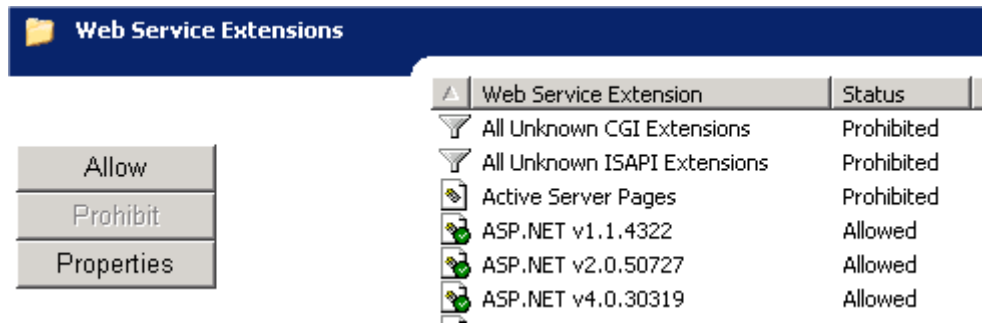 Web Service Extensions
Web Service Extension Status
All Unknown CGI Extensions Prohibited
All Unknown ISAPI Extensions Prohibited
Active Server Pages Prohibited
ASP.NET v1.1.4322 Allowed
ASP.NET v2.0.50727 Allowed
ASP.NET v4.0.30319 Allowed
Allow
Prohibit
Properties